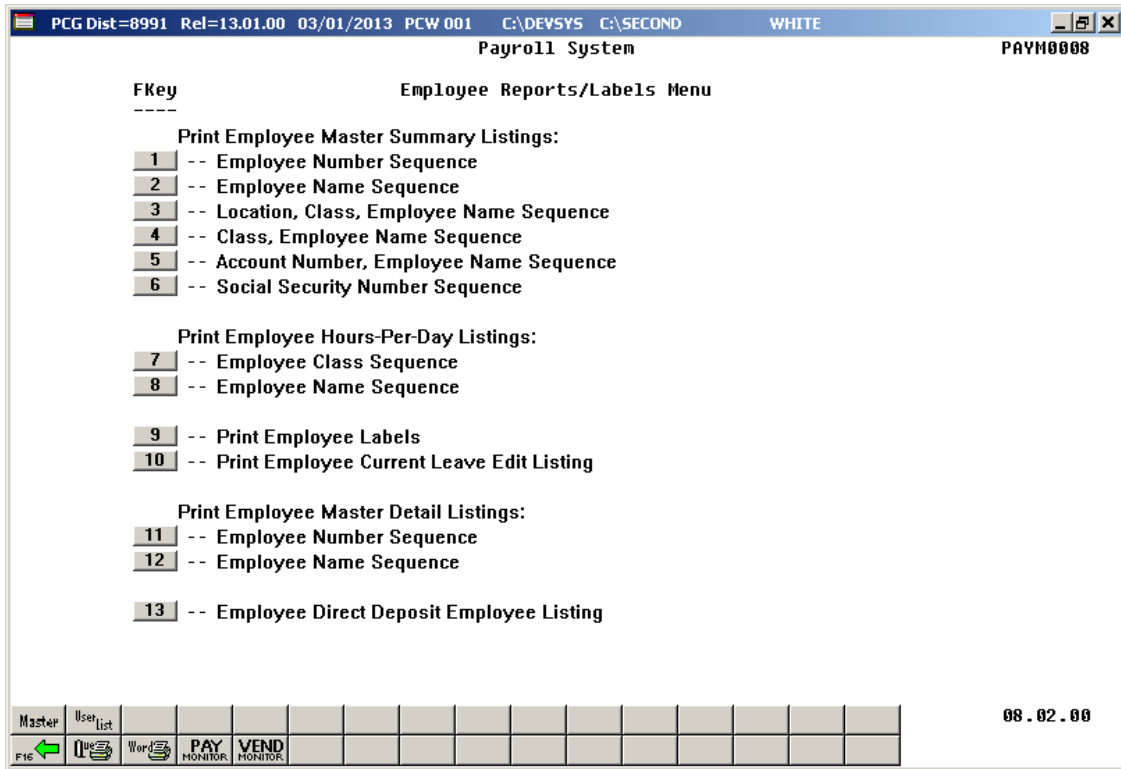 PCG Dist=8991 Rel=13.01.00 03/01/2013 PCW 001 C:\DEVSYS C:\SECOND WHITE
Payroll System PAYM0008
FKey Employee Reports/Labels Menu
----
Print Employee Master Summary Listings:
1 -- Employee Number Sequence
2 -- Employee Name Sequence
3 -- Location, Class, Employee Name Sequence
4 -- Class, Employee Name Sequence
5 -- Account Number, Employee Name Sequence
6 -- Social Security Number Sequence
Print Employee Hours-Per-Day Listings:
7 -- Employee Class Sequence
8 -- Employee Name Sequence
9 -- Print Employee Labels
10 -- Print Employee Current Leave Edit Listing
Print Employee Master Detail Listings:
11 -- Employee Number Sequence
12 -- Employee Name Sequence
13 -- Employee Direct Deposit Employee Listing
Master User List 08.02.00
F16 Que Word PAY MONITOR VEND MONITOR